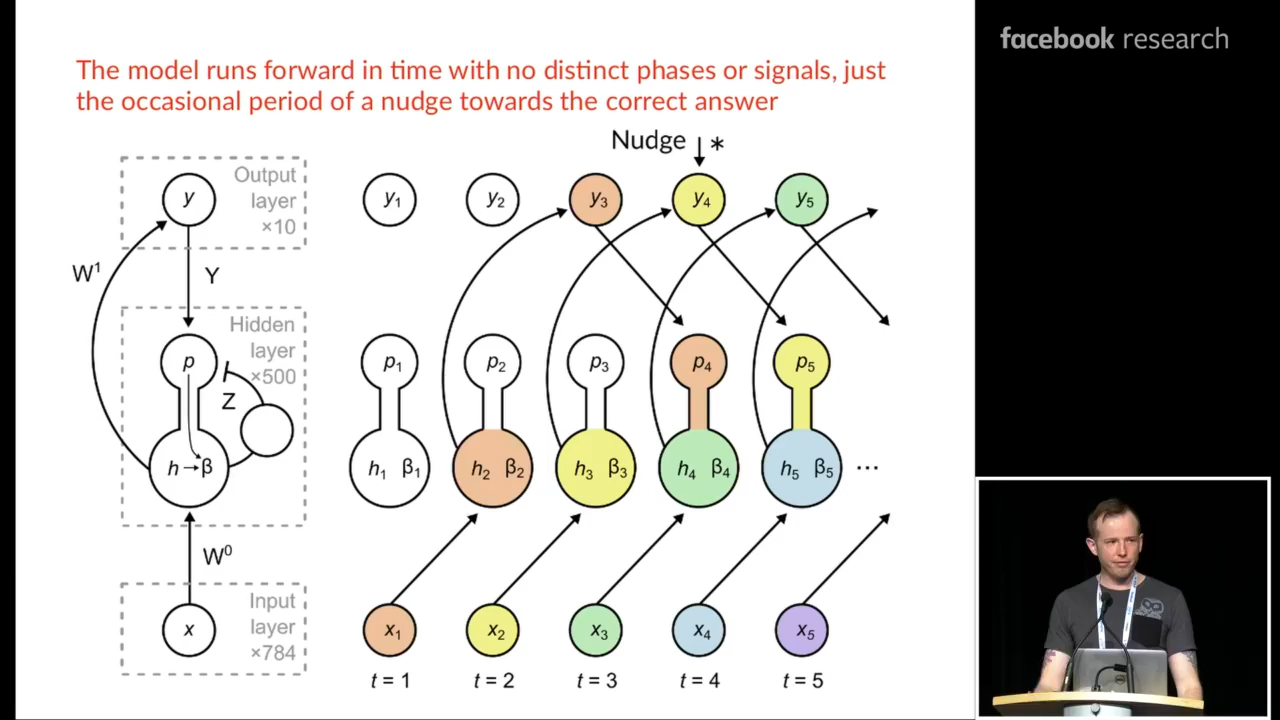 facebook research
The model runs forward in time with no distinct phases or signals, just
the occasional period of a nudge towards the correct answer
Nudge *
Output
layer
×10
y
y₁ y₂ y₃ y₄ y₅
W¹
Y
Hidden
layer
×500
p
p₁ p₂ p₃ p₄ p₅
Z
h→β
h₁ β₁ h₂ β₂ h₃ β₃ h₄ β₄ h₅ β₅ ...
W⁰
Input
layer
×784
x
x₁ x₂ x₃ x₄ x₅
t = 1 t = 2 t = 3 t = 4 t = 5